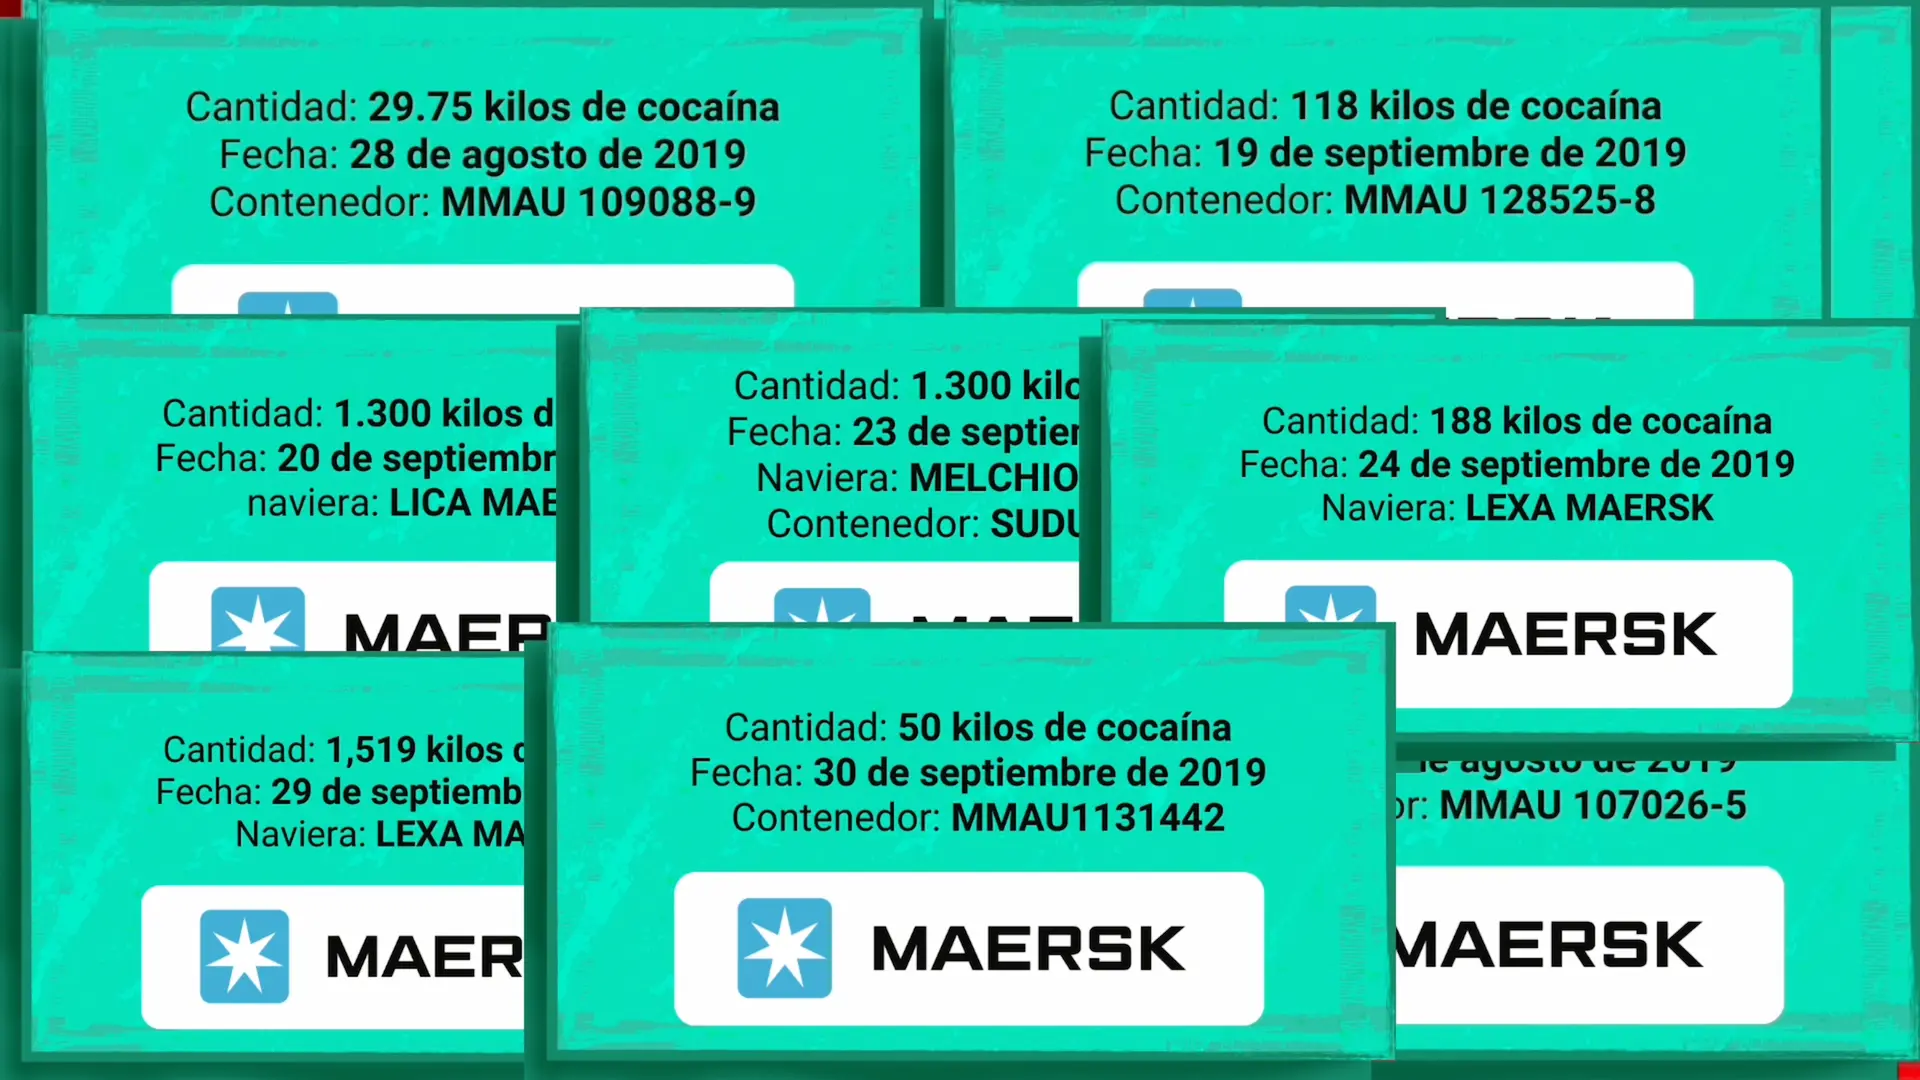 Cantidad: 29.75 kilos de cocaína
Fecha: 28 de agosto de 2019
Contenedor: MMAU 109088-9
Cantidad: 118 kilos de cocaína
Fecha: 19 de septiembre de 2019
Contenedor: MMAU 128525-8
Cantidad: 1.300 kilos d
Fecha: 20 de septiembr
naviera: LICA MAE
MAER
Cantidad: 1.300 kilo
Fecha: 23 de septier
Naviera: MELCHIO
Contenedor: SUDU
Cantidad: 188 kilos de cocaína
Fecha: 24 de septiembre de 2019
Naviera: LEXA MAERSK
MAERSK
Cantidad: 1,519 kilos
Fecha: 29 de septiemb
Naviera: LEXA MA
MAER
Cantidad: 50 kilos de cocaína
Fecha: 30 de septiembre de 2019
Contenedor: MMAU1131442
MAERSK
de agosto de 2019
or: MMAU 107026-5
MAERSK